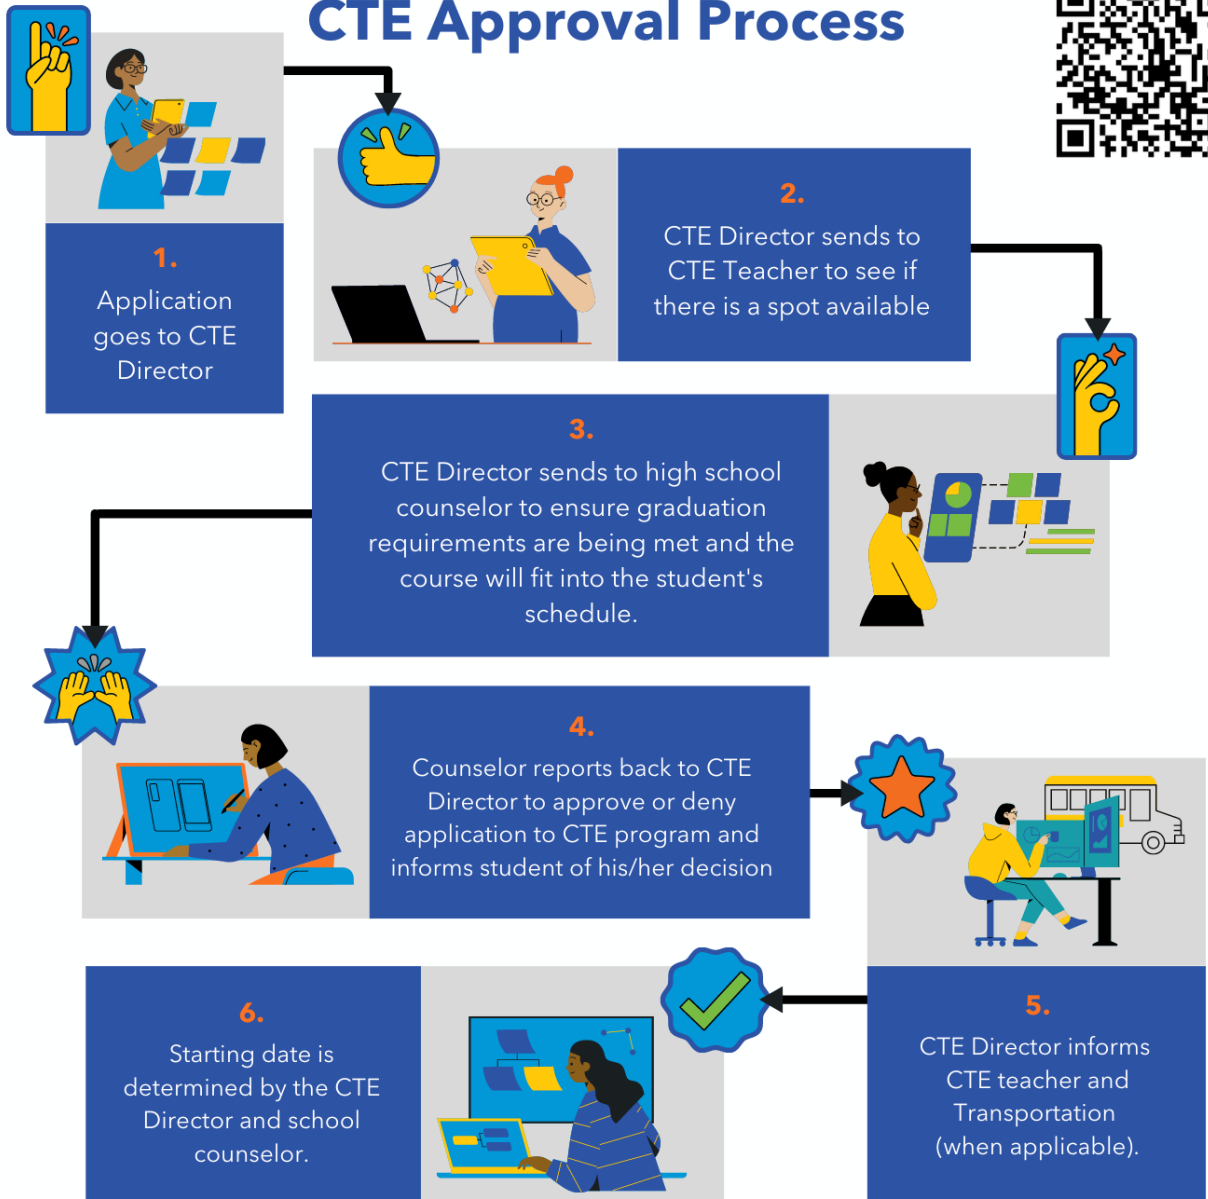 CTE Approval Process
1.
Application
goes to CTE
Director
2.
CTE Director sends to
CTE Teacher to see if
there is a spot available
3.
CTE Director sends to high school
counselor to ensure graduation
requirements are being met and the
course will fit into the student's
schedule.
4.
Counselor reports back to CTE
Director to approve or deny
application to CTE program and
informs student of his/her decision
5.
CTE Director informs
CTE teacher and
Transportation
(when applicable).
6.
Starting date is
determined by the CTE
Director and school
counselor.